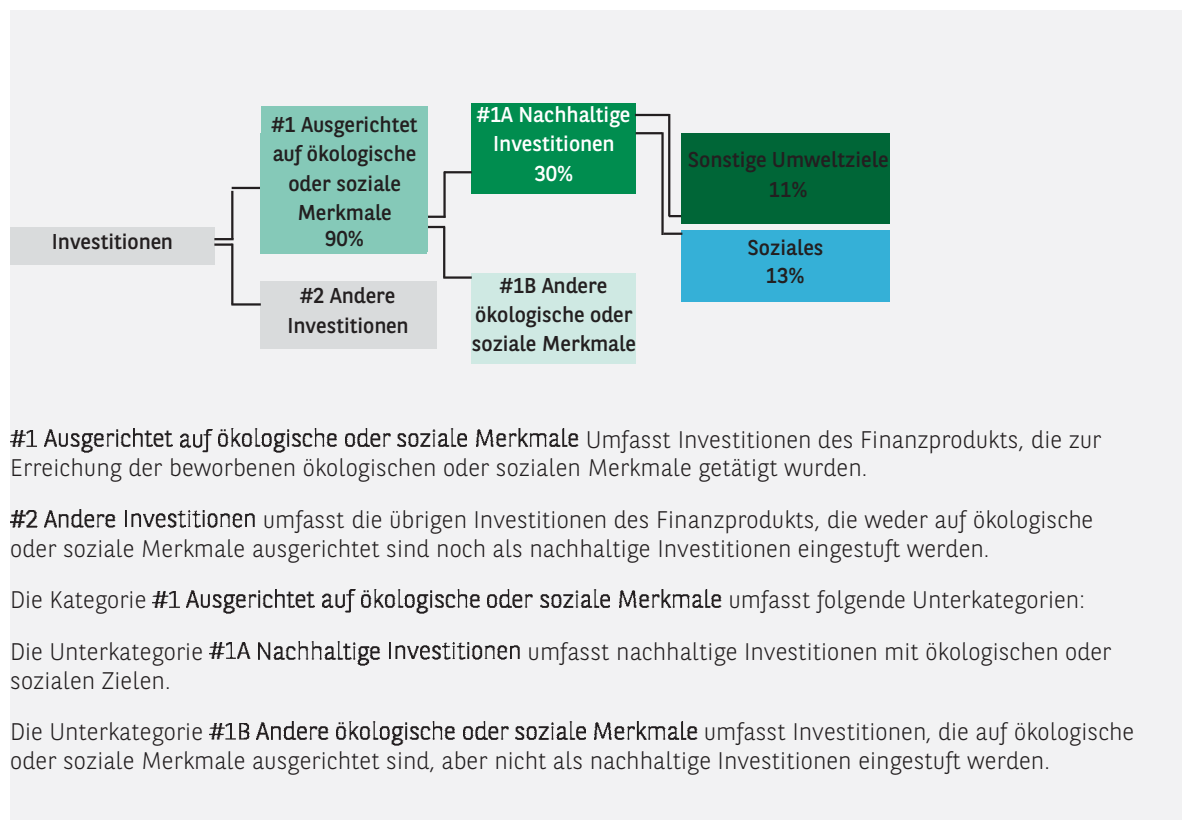 #1 Ausgerichtet
auf ökologische
oder soziale
Merkmale
90%
#1A Nachhaltige
Investitionen
30%
Sonstige Umweltziele
11%
Investitionen
Soziales
13%
#2 Andere
Investitionen
#1B Andere
ökologische oder
soziale Merkmale
#1 Ausgerichtet auf ökologische oder soziale Merkmale Umfasst Investitionen des Finanzprodukts, die zur
Erreichung der beworbenen ökologischen oder sozialen Merkmale getätigt wurden.
#2 Andere Investitionen umfasst die übrigen Investitionen des Finanzprodukts, die weder auf ökologische
oder soziale Merkmale ausgerichtet sind noch als nachhaltige Investitionen eingestuft werden.
Die Kategorie #1 Ausgerichtet auf ökologische oder soziale Merkmale umfasst folgende Unterkategorien:
Die Unterkategorie #1A Nachhaltige Investitionen umfasst nachhaltige Investitionen mit ökologischen oder
sozialen Zielen.
Die Unterkategorie #1B Andere ökologische oder soziale Merkmale umfasst Investitionen, die auf ökologische
oder soziale Merkmale ausgerichtet sind, aber nicht als nachhaltige Investitionen eingestuft werden.